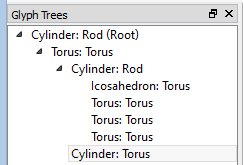 Glyph Trees
Cylinder: Rod (Root)
Torus: Torus
Cylinder: Rod
Icosahedron: Torus
Torus: Torus
Torus: Torus
Torus: Torus
Cylinder: Torus